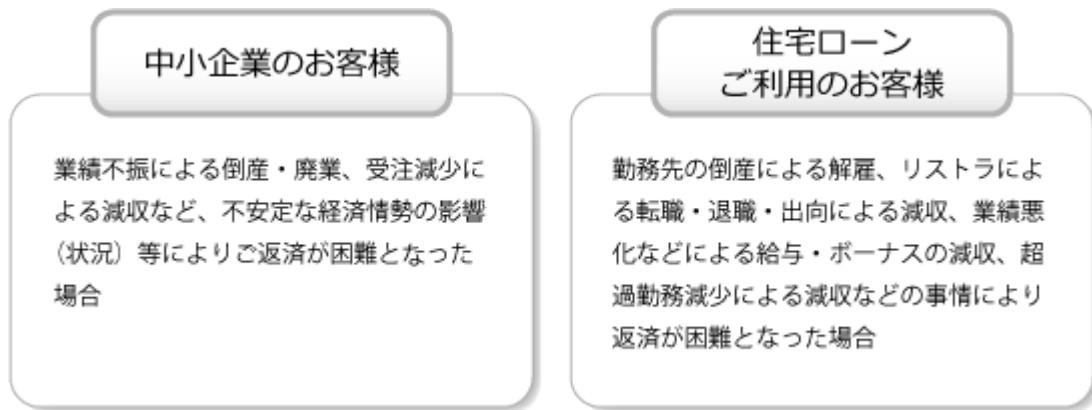 中小企業のお客様
業績不振による倒産・廃業、受注減少に
よる減収など、不安定な経済情勢の影響
（状況）等によりご返済が困難となった
場合
住宅ローン
ご利用のお客様
勤務先の倒産による解雇、リストラによ
る転職・退職・出向による減収、業績悪
化などによる給与・ボーナスの減収、超
過勤務減少による減収などの事情により
返済が困難となった場合